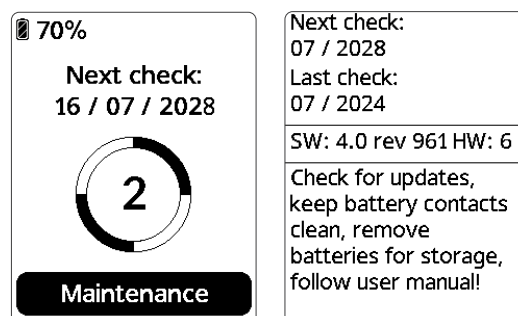 70%
Next check:
16 / 07 / 2028
2
Maintenance
Next check:
07 / 2028
Last check:
07 / 2024
SW: 4.0 rev 961 HW: 6
Check for updates,
keep battery contacts
clean, remove
batteries for storage,
follow user manual!